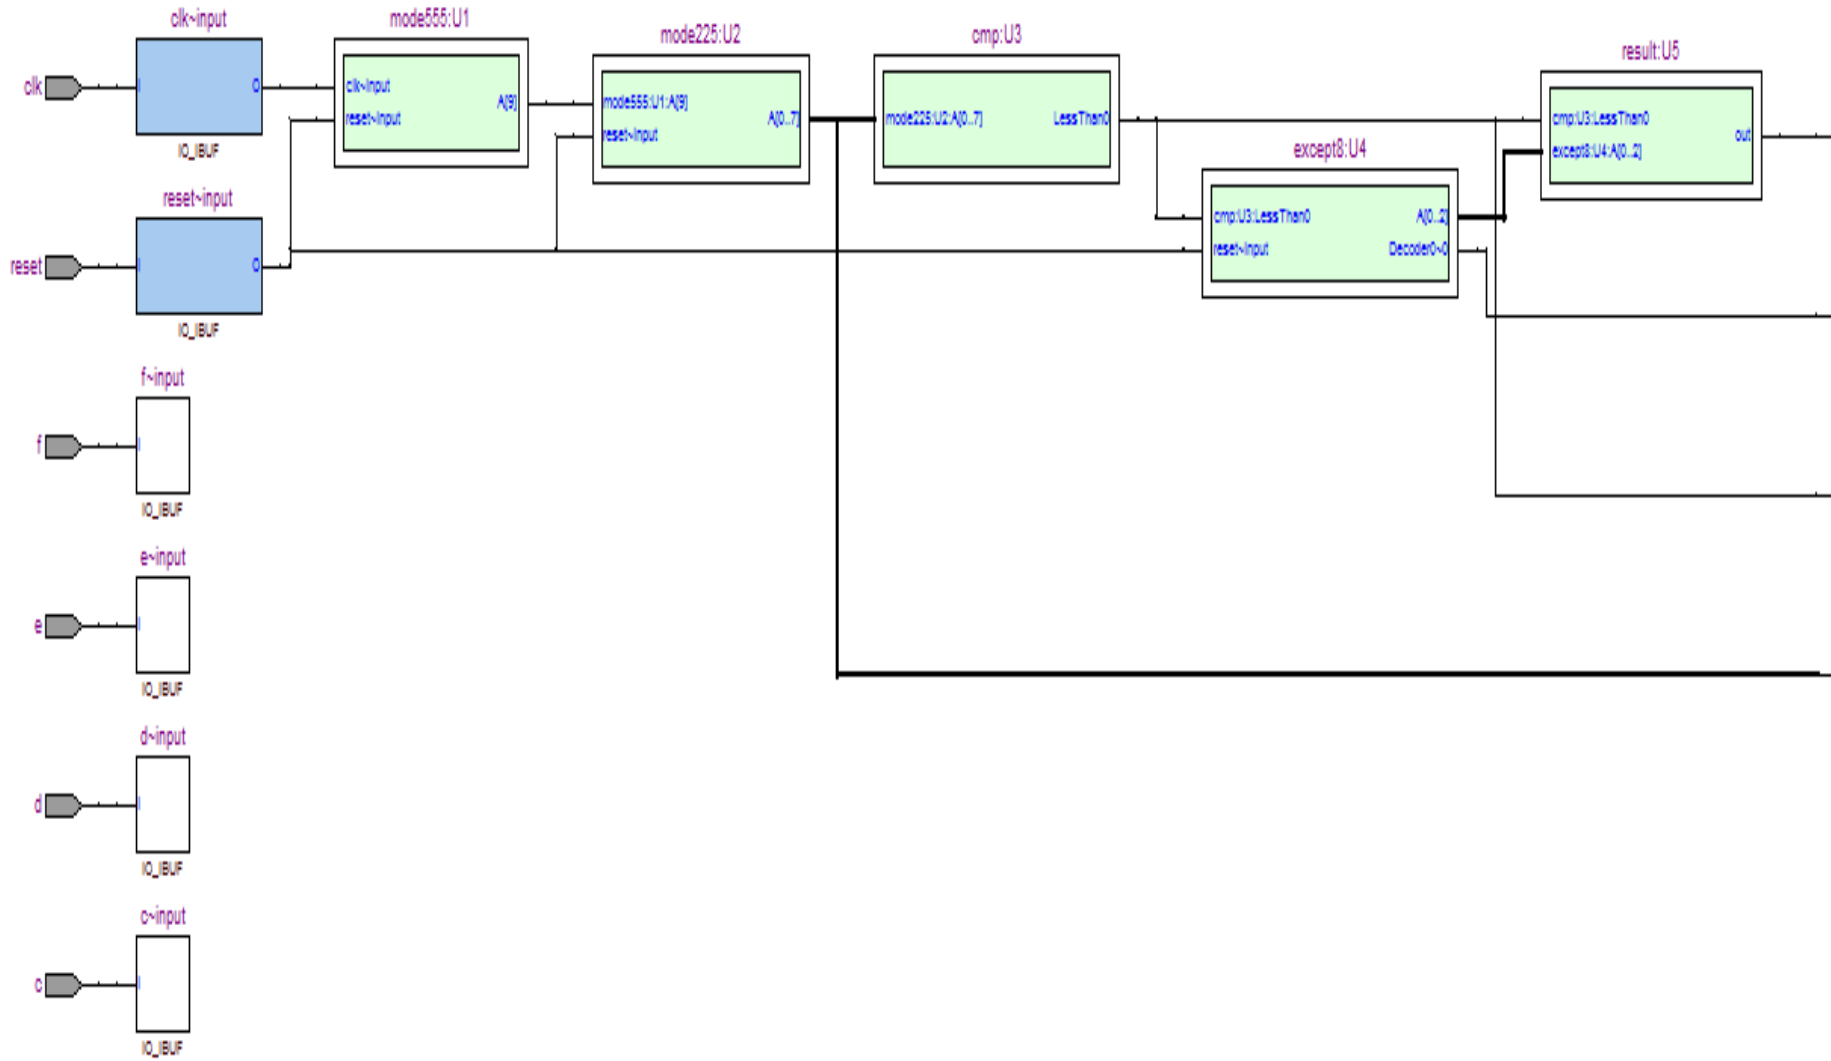 clk~input
mode555:U1
mode225:U2
cmp:U3
result:U5
clk
I
O
clk~input
reset~input
A[9]
mode555:U1:A[9]
reset~input
A[0..7]
mode225:U2:A[0..7]
LessThan0
cmp:U3:LessThan0
except8:U4:A[0..2]
out
IO_IBUF
except8:U4
reset~input
reset
I
O
cmp:U3:LessThan0
reset~input
A[0..2]
Decoder0~0
IO_IBUF
f~input
f
I
IO_IBUF
e~input
e
I
IO_IBUF
d~input
d
I
IO_IBUF
c~input
c
I
IO_IBUF